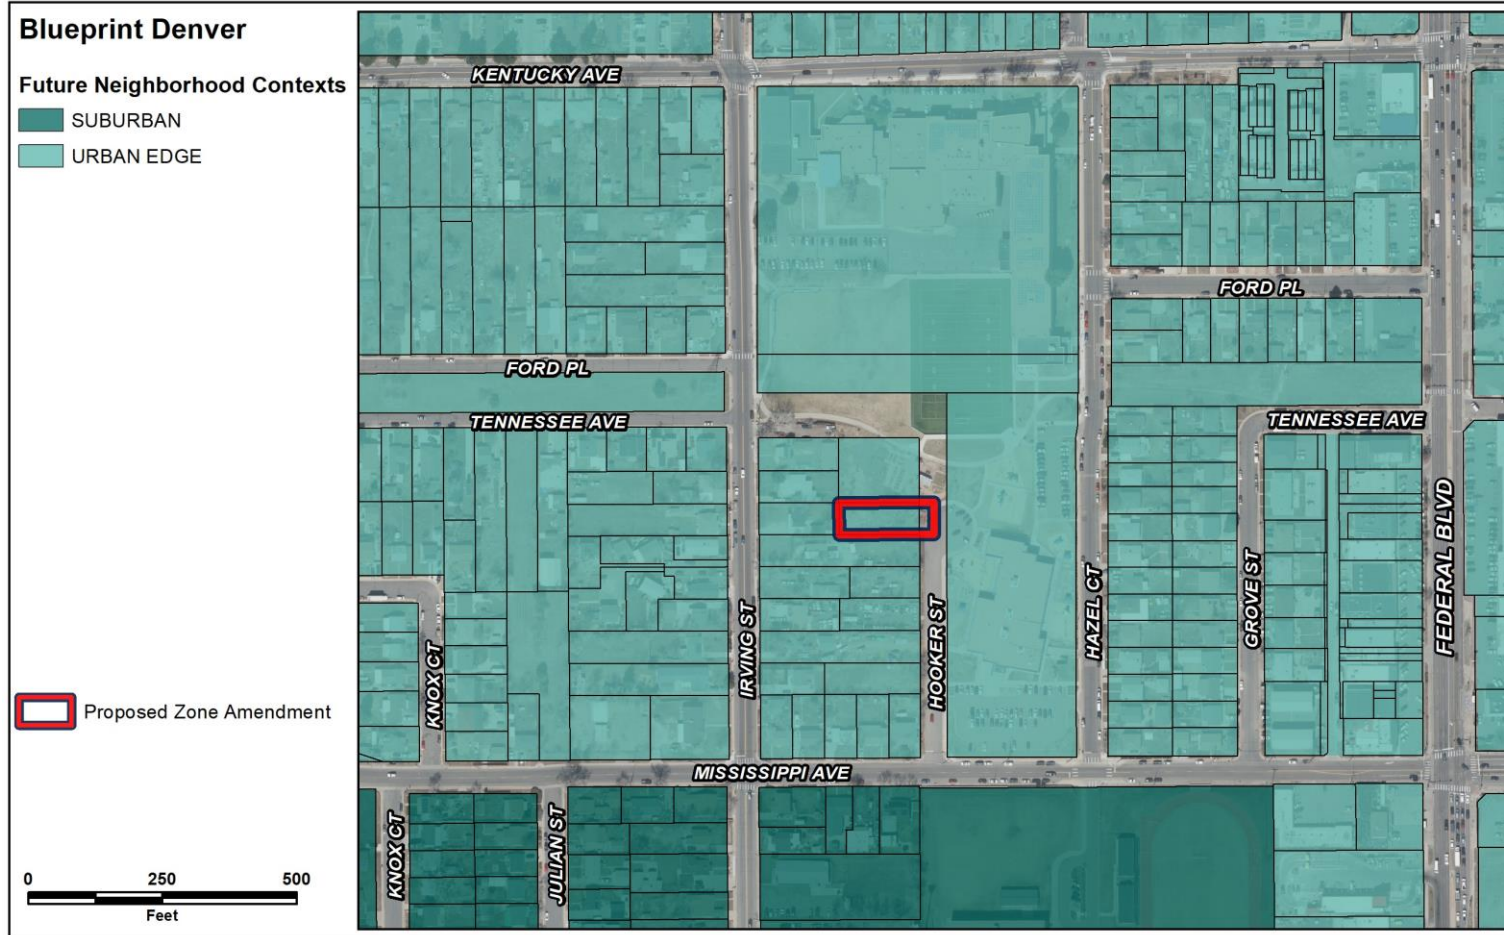 Blueprint Denver
Future Neighborhood Contexts
SUBURBAN
URBAN EDGE
Proposed Zone Amendment
0 250 500
Feet
KENTUCKY AVE
FORD PL
FORD PL
TENNESSEE AVE
TENNESSEE AVE
KNOX CT
IRVING ST
HOOKER ST
HAZEL CT
GROVE ST
FEDERAL BLVD
MISSISSIPPI AVE
KNOX CT
JULIAN ST